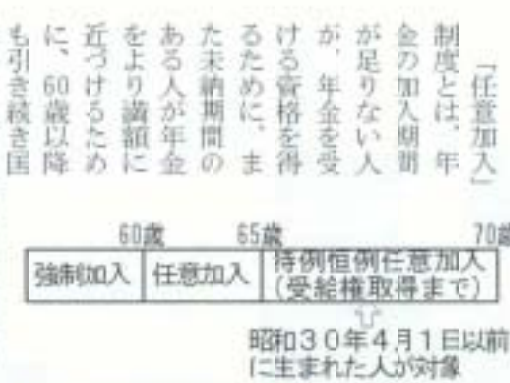 「任意加入」
制度とは、年
金の加入期間
が足りない人
が、年金を受
ける資格を得
るために、ま
た未納期間の
ある人が年金
をより満額に
近づけるため
に、60歳以降
も引き続き国
60歳 65歳 70歳
強制加入 任意加入 特例恒例任意加入
(受給権取得まで)
昭和30年4月1日以前
に生まれた人が対象